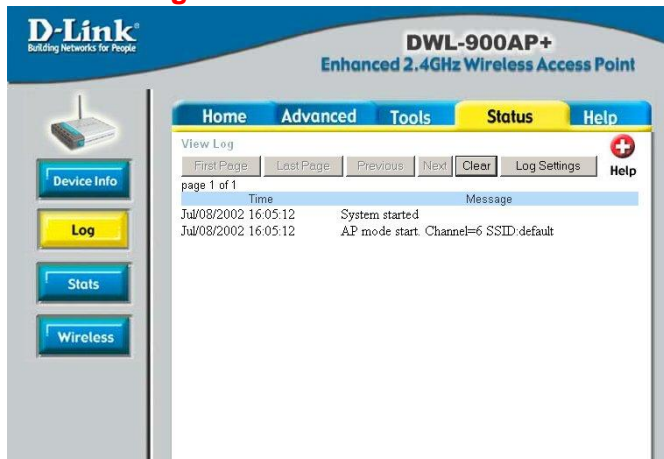 D-Link®
Building Networks for People
DWL-900AP+
Enhanced 2.4GHz Wireless Access Point
Home Advanced Tools Status Help
View Log
First Page Last Page Previous Next Clear Log Settings Help
page 1 of 1
Time Message
Jul/08/2002 16:05:12 System started
Jul/08/2002 16:05:12 AP mode start. Channel=6 SSID:default
Device Info
Log
Stats
Wireless